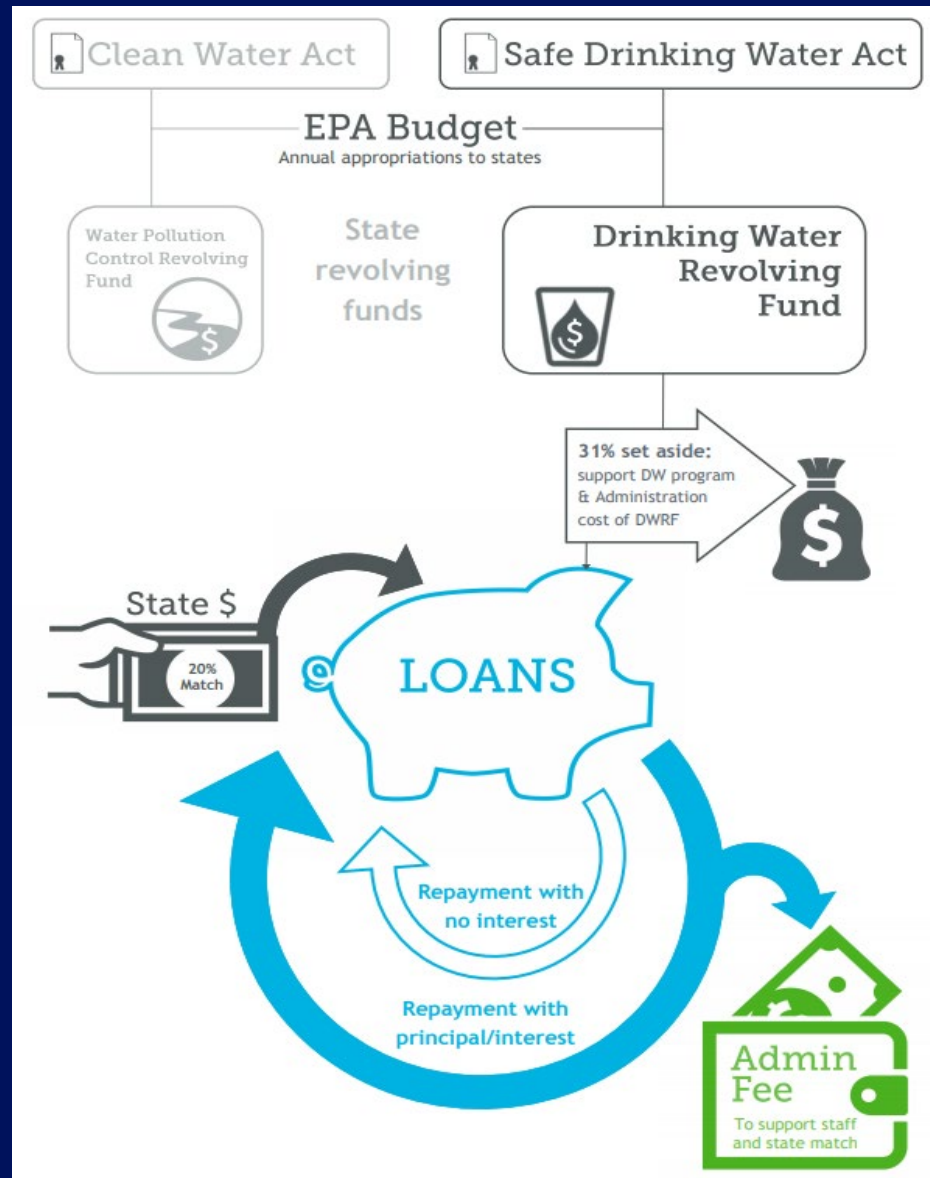 Clean Water Act
Safe Drinking Water Act
EPA Budget
Annual appropriations to states
Water Pollution
Control Revolving
Fund
$
State
revolving
funds
Drinking Water
Revolving
Fund
$
31% set aside:
support DW program
& Administration
cost of DWRF
$
State $
20%
Match
LOANS
Repayment with
no interest
Repayment with
principal/interest
Admin
Fee
To support staff
and state match